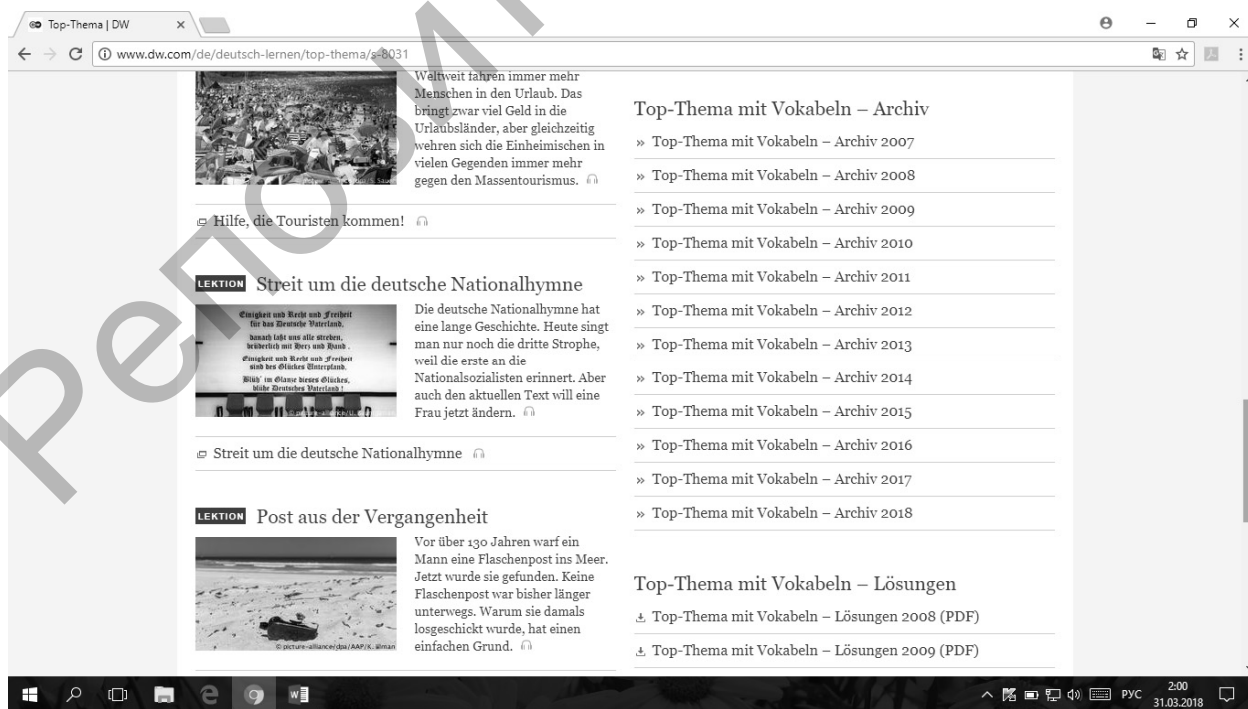 Top-Thema | DW
www.dw.com/de/deutsch-lernen/top-thema/s-8031
Weltweit fahren immer mehr
Menschen in den Urlaub. Das
bringt zwar viel Geld in die
Urlaubsländer, aber gleichzeitig
wehren sich die Einheimischen in
vielen Gegenden immer mehr
gegen den Massentourismus.
Hilfe, die Touristen kommen!
LEKTION Streit um die deutsche Nationalhymne
Einigkeit und Recht und Freiheit
für das Deutsche Vaterland,
danach laßt uns alle streben,
brüderlich mit Herz und Hand.
Einigkeit und Recht und Freiheit
sind des Glückes Unterpfand.
Blüh' im Glanze dieses Glückes,
blühe Deutsches Vaterland!
© picture-alliance/
Die deutsche Nationalhymne hat
eine lange Geschichte. Heute singt
man nur noch die dritte Strophe,
weil die erste an die
Nationalsozialisten erinnert. Aber
auch den aktuellen Text will eine
Frau jetzt ändern.
Streit um die deutsche Nationalhymne
LEKTION Post aus der Vergangenheit
© picture-alliance/dpa/AAP/K. älman
Vor über 130 Jahren warf ein
Mann eine Flaschenpost ins Meer.
Jetzt wurde sie gefunden. Keine
Flaschenpost war bisher länger
unterwegs. Warum sie damals
losgeschickt wurde, hat einen
einfachen Grund.
Top-Thema mit Vokabeln – Archiv
» Top-Thema mit Vokabeln – Archiv 2007
» Top-Thema mit Vokabeln – Archiv 2008
» Top-Thema mit Vokabeln – Archiv 2009
» Top-Thema mit Vokabeln – Archiv 2010
» Top-Thema mit Vokabeln – Archiv 2011
» Top-Thema mit Vokabeln – Archiv 2012
» Top-Thema mit Vokabeln – Archiv 2013
» Top-Thema mit Vokabeln – Archiv 2014
» Top-Thema mit Vokabeln – Archiv 2015
» Top-Thema mit Vokabeln – Archiv 2016
» Top-Thema mit Vokabeln – Archiv 2017
» Top-Thema mit Vokabeln – Archiv 2018
Top-Thema mit Vokabeln – Lösungen
Top-Thema mit Vokabeln – Lösungen 2008 (PDF)
Top-Thema mit Vokabeln – Lösungen 2009 (PDF)
РУС
2:00
31.03.2018